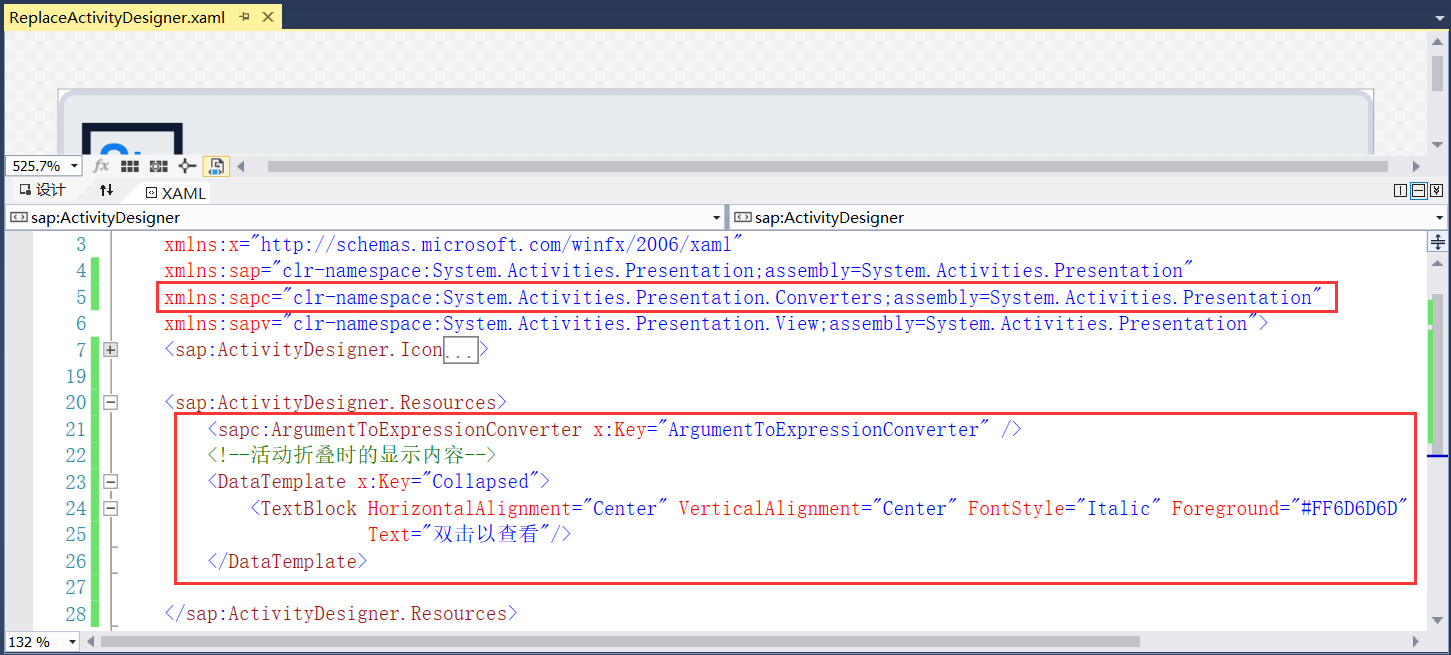 ReplaceActivityDesigner.xaml
525.7%
fx
设计
XAML
sap:ActivityDesigner
sap:ActivityDesigner
3 xmlns:x="http://schemas.microsoft.com/winfx/2006/xaml"
4 xmlns:sap="clr-namespace:System.Activities.Presentation;assembly=System.Activities.Presentation"
5 xmlns:sapc="clr-namespace:System.Activities.Presentation.Converters;assembly=System.Activities.Presentation"
6 xmlns:sapv="clr-namespace:System.Activities.Presentation.View;assembly=System.Activities.Presentation">
7 <sap:ActivityDesigner.Icon...>
19
20 <sap:ActivityDesigner.Resources>
21 <sapc:ArgumentToExpressionConverter x:Key="ArgumentToExpressionConverter" />
22 <!--活动折叠时的显示内容-->
23 <DataTemplate x:Key="Collapsed">
24 <TextBlock HorizontalAlignment="Center" VerticalAlignment="Center" FontStyle="Italic" Foreground="#FF6D6D6D"
25 Text="双击以查看"/>
26 </DataTemplate>
27
28 </sap:ActivityDesigner.Resources>
132 %